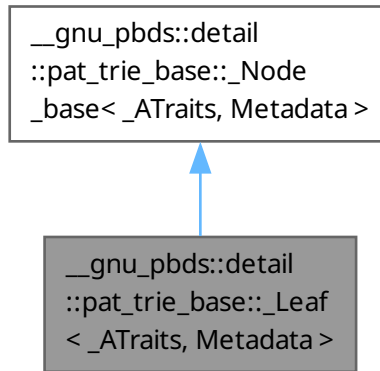 __gnu_pbds::detail
::pat_trie_base::_Node
_base< _ATraits, Metadata >
__gnu_pbds::detail
::pat_trie_base::_Leaf
< _ATraits, Metadata >